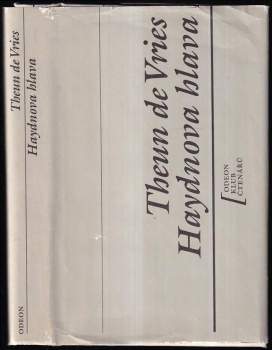 Theun de Vries
Haydnova hlava
ODEON
Theun de Vries
Haydnova hlava
ODEON
KLUB
ČTENÁŘŮ